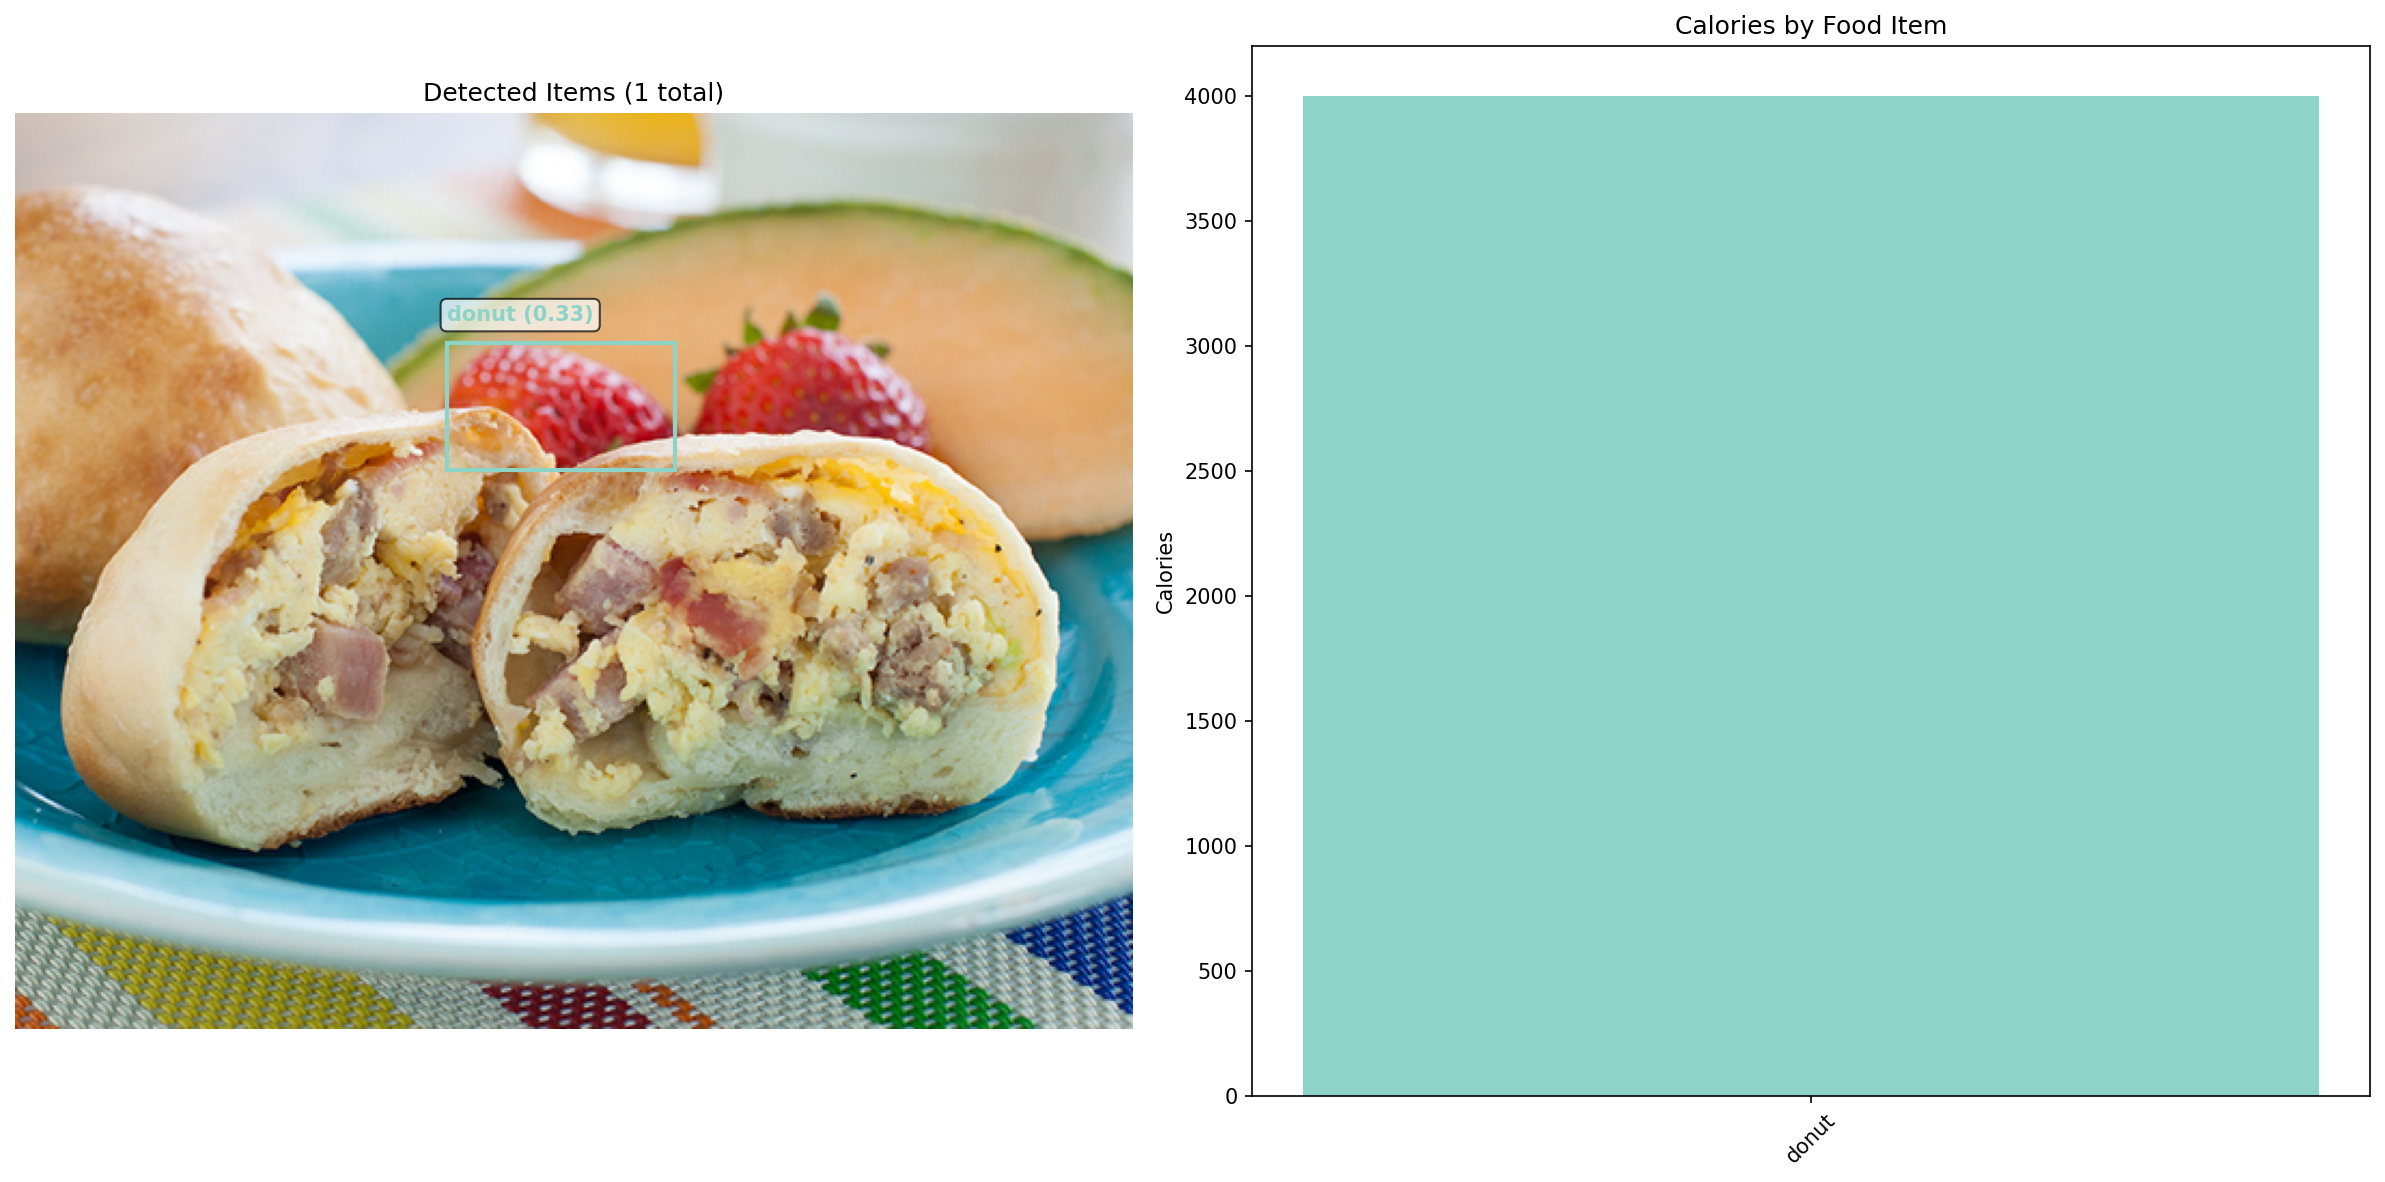 Detected Items (1 total)
donut (0.33)
Calories by Food Item
Calories
4000
3500
3000
2500
2000
1500
1000
500
0
donut